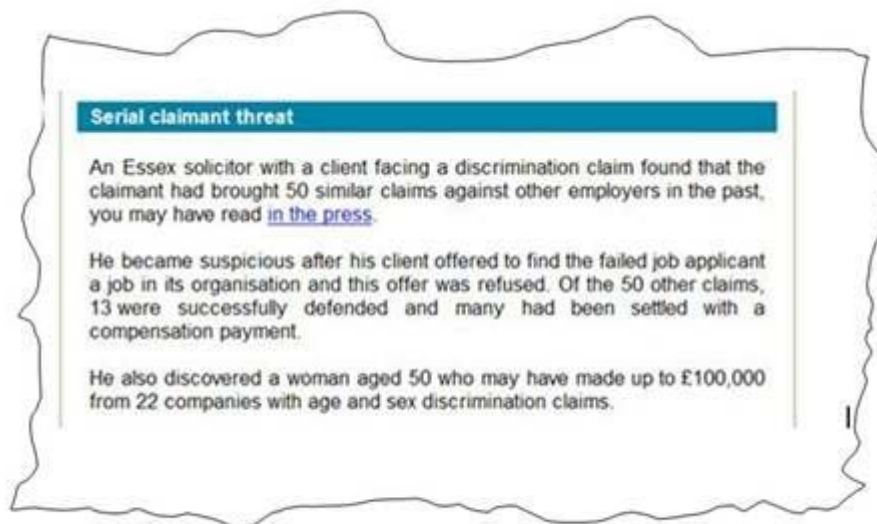 Serial claimant threat
An Essex solicitor with a client facing a discrimination claim found that the
claimant had brought 50 similar claims against other employers in the past,
you may have read in the press.
He became suspicious after his client offered to find the failed job applicant
a job in its organisation and this offer was refused. Of the 50 other claims,
13 were successfully defended and many had been settled with a
compensation payment.
He also discovered a woman aged 50 who may have made up to £100,000
from 22 companies with age and sex discrimination claims.